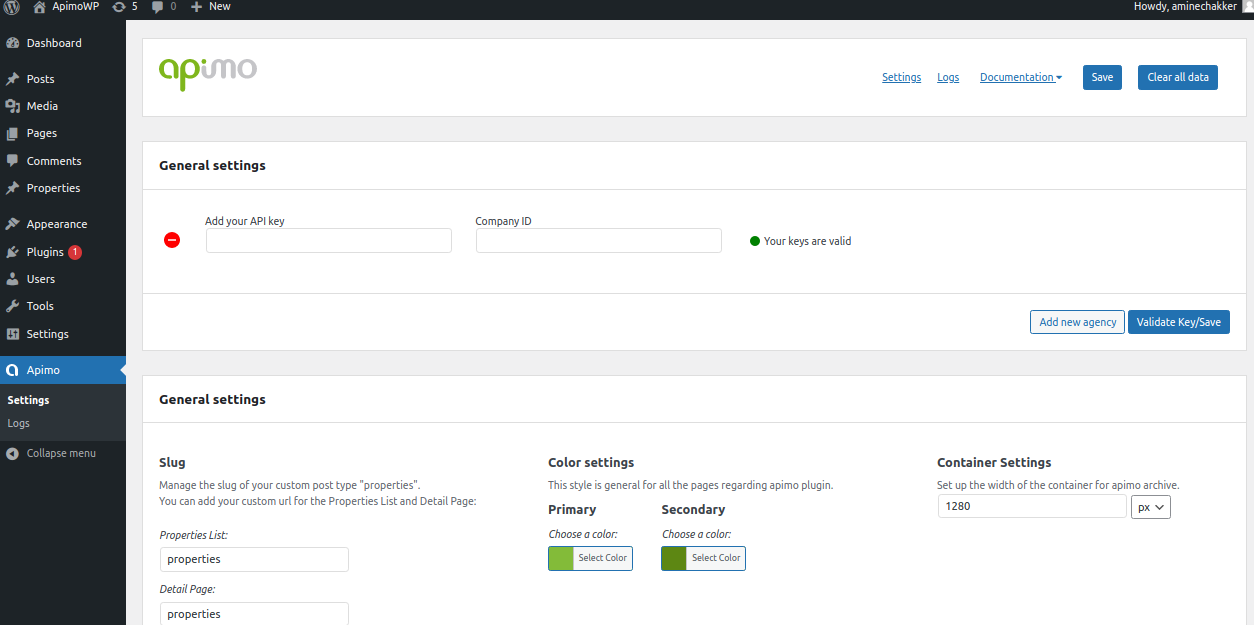 ApimoWP 5 0 New Howdy, aminechakker
Dashboard
Posts
Media
Pages
Comments
Properties
Appearance
Plugins 1
Users
Tools
Settings
Apimo
Settings
Logs
Collapse menu
apimo
Settings Logs Documentation Save Clear all data
General settings
Add your API key Company ID
Your keys are valid
Add new agency Validate Key/Save
General settings
Slug
Manage the slug of your custom post type "properties".
You can add your custom url for the Properties List and Detail Page:
Properties List:
properties
Detail Page:
properties
Color settings
This style is general for all the pages regarding apimo plugin.
Primary Secondary
Choose a color: Choose a color:
Select Color Select Color
Container Settings
Set up the width of the container for apimo archive.
1280 px